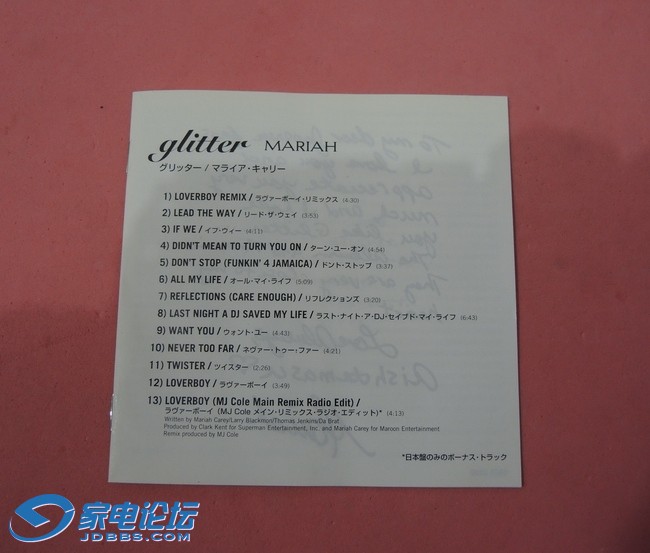 glitter MARIAH
グリッター / マライア・キャリー
1) LOVERBOY REMIX / ラヴァーボーイ・リミックス (4:30)
2) LEAD THE WAY / リード・ザ・ウェイ (3:53)
3) IF WE / イフ・ウィー (4:11)
4) DIDN'T MEAN TO TURN YOU ON / ターン・ユー・オン (4:54)
5) DON'T STOP (FUNKIN' 4 JAMAICA) / ドント・ストップ (3:37)
6) ALL MY LIFE / オール・マイ・ライフ (5:09)
7) REFLECTIONS (CARE ENOUGH) / リフレクションズ (3:20)
8) LAST NIGHT A DJ SAVED MY LIFE / ラスト・ナイト・ア・DJ・セイブド・マイ・ライフ (6:43)
9) WANT YOU / ウォント・ユー (4:43)
10) NEVER TOO FAR / ネヴァー・トゥー・ファー (4:21)
11) TWISTER / ツイスター (2:26)
12) LOVERBOY / ラヴァーボーイ (3:49)
13) LOVERBOY (MJ Cole Main Remix Radio Edit) /
ラヴァーボーイ (MJ Cole メイン・リミックス・ラジオ・エディット)* (4:13)
Written by Mariah Carey/Larry Blackmon/Thomas Jenkins/Da Brat
Produced by Clark Kent for Superman Entertainment, Inc. and Mariah Carey for Maroon Entertainment
Remix produced by MJ Cole
*日本盤のみのボーナス・トラック
家电论坛
JDBBS.COM